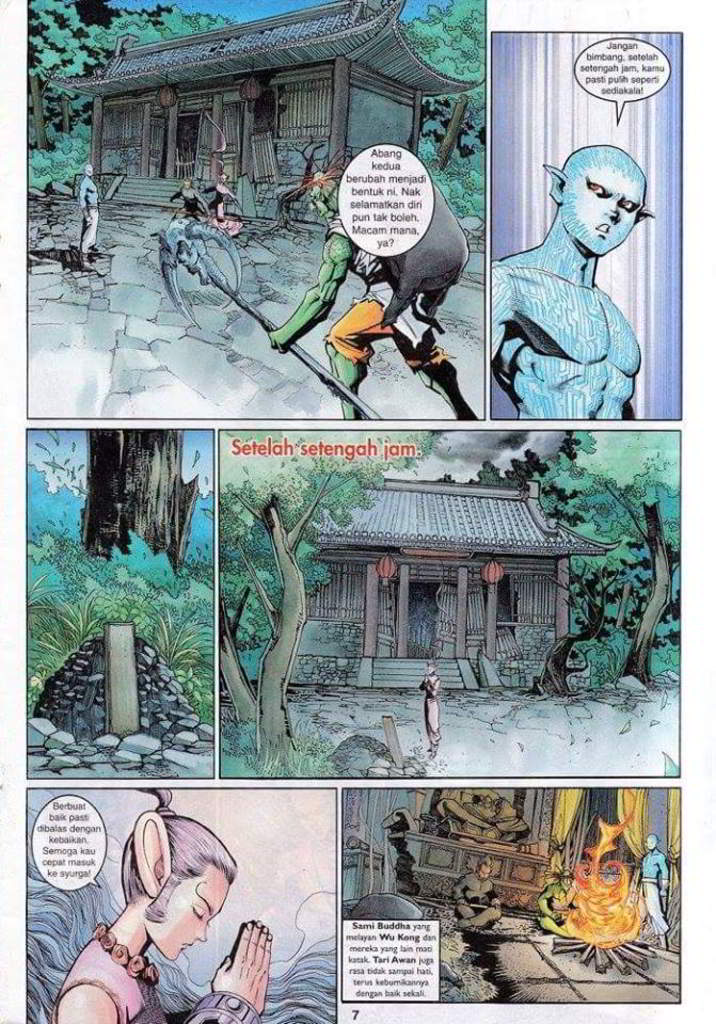 Abang
kedua
berubah menjadi
bentuk ni. Nak
selamatkan diri
pun tak boleh.
Macam mana,
ya?
Jangan
bimbang, setelah
setengah jam, kamu
pasti pulih seperti
sediakala!
Setelah setengah jam.
Berbuat
baik pasti
dibalas dengan
kebaikan.
Semoga kau
cepat masuk
ke syurga!
Sami Buddha yang
melayan Wu Kong dan
mereka yang lain mati
katak. Tari Awan juga
rasa tidak sampai hati,
terus kebumikannya
dengan baik sekali.
7